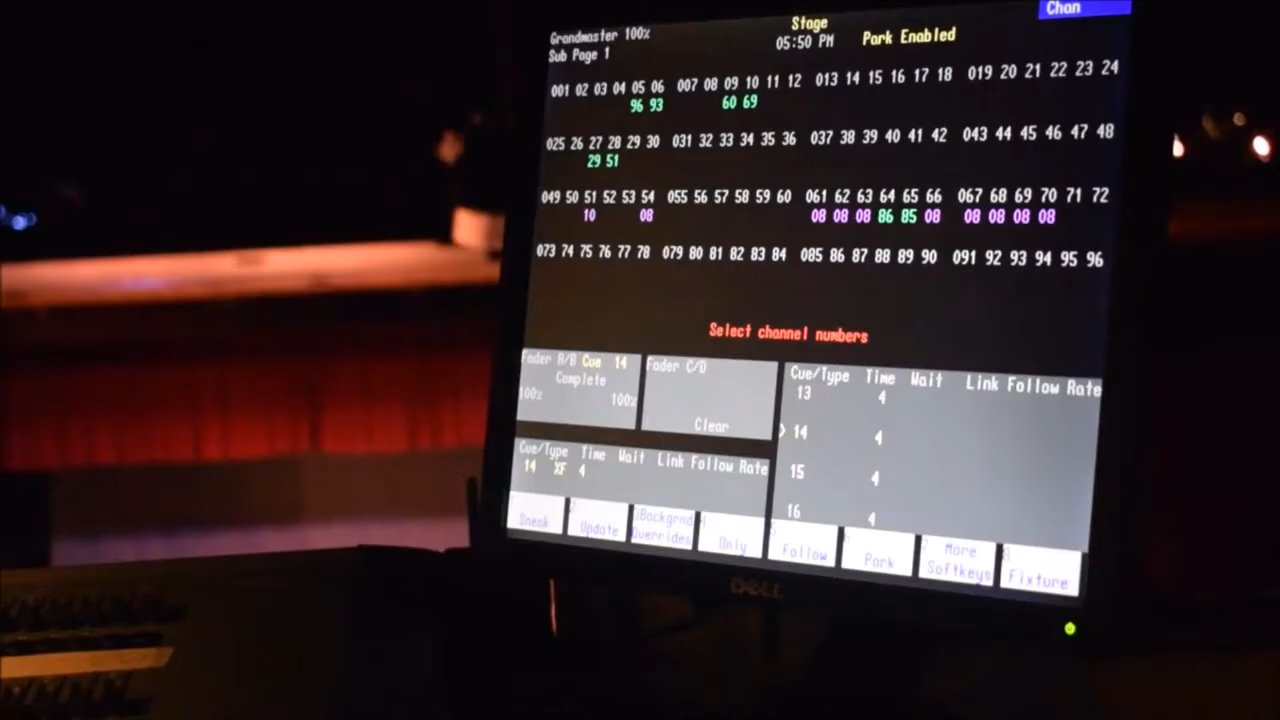 Chan
Grandmaster 100% Stage
Sub Page 1 05:50 PM Park Enabled
001 02 03 04 05 06 007 08 09 10 11 12 013 14 15 16 17 18 019 20 21 22 23 24
96 93 60 69
025 26 27 28 29 30 031 32 33 34 35 36 037 38 39 40 41 42 043 44 45 46 47 48
29 51
049 50 51 52 53 54 055 56 57 58 59 60 061 62 63 64 65 66 067 68 69 70 71 72
10 08 08 08 08 86 85 08 08 08 08 08
073 74 75 76 77 78 079 80 81 82 83 84 085 86 87 88 89 90 091 92 93 94 95 96
Select channel numbers
Fader A/B Cue 14
Complete
100% 100%
Fader C/D
Clear
Cue/Type Time Wait Link Follow Rate
14 XF 4
Cue/Type Time Wait Link Follow Rate
13 4
14 4
15 4
16 4
1 Sneak
2 Update
3 Backgrnd
Overrides
4 Only
5 Follow
6 Park
7 More
Softkeys
8 Fixture
DELL